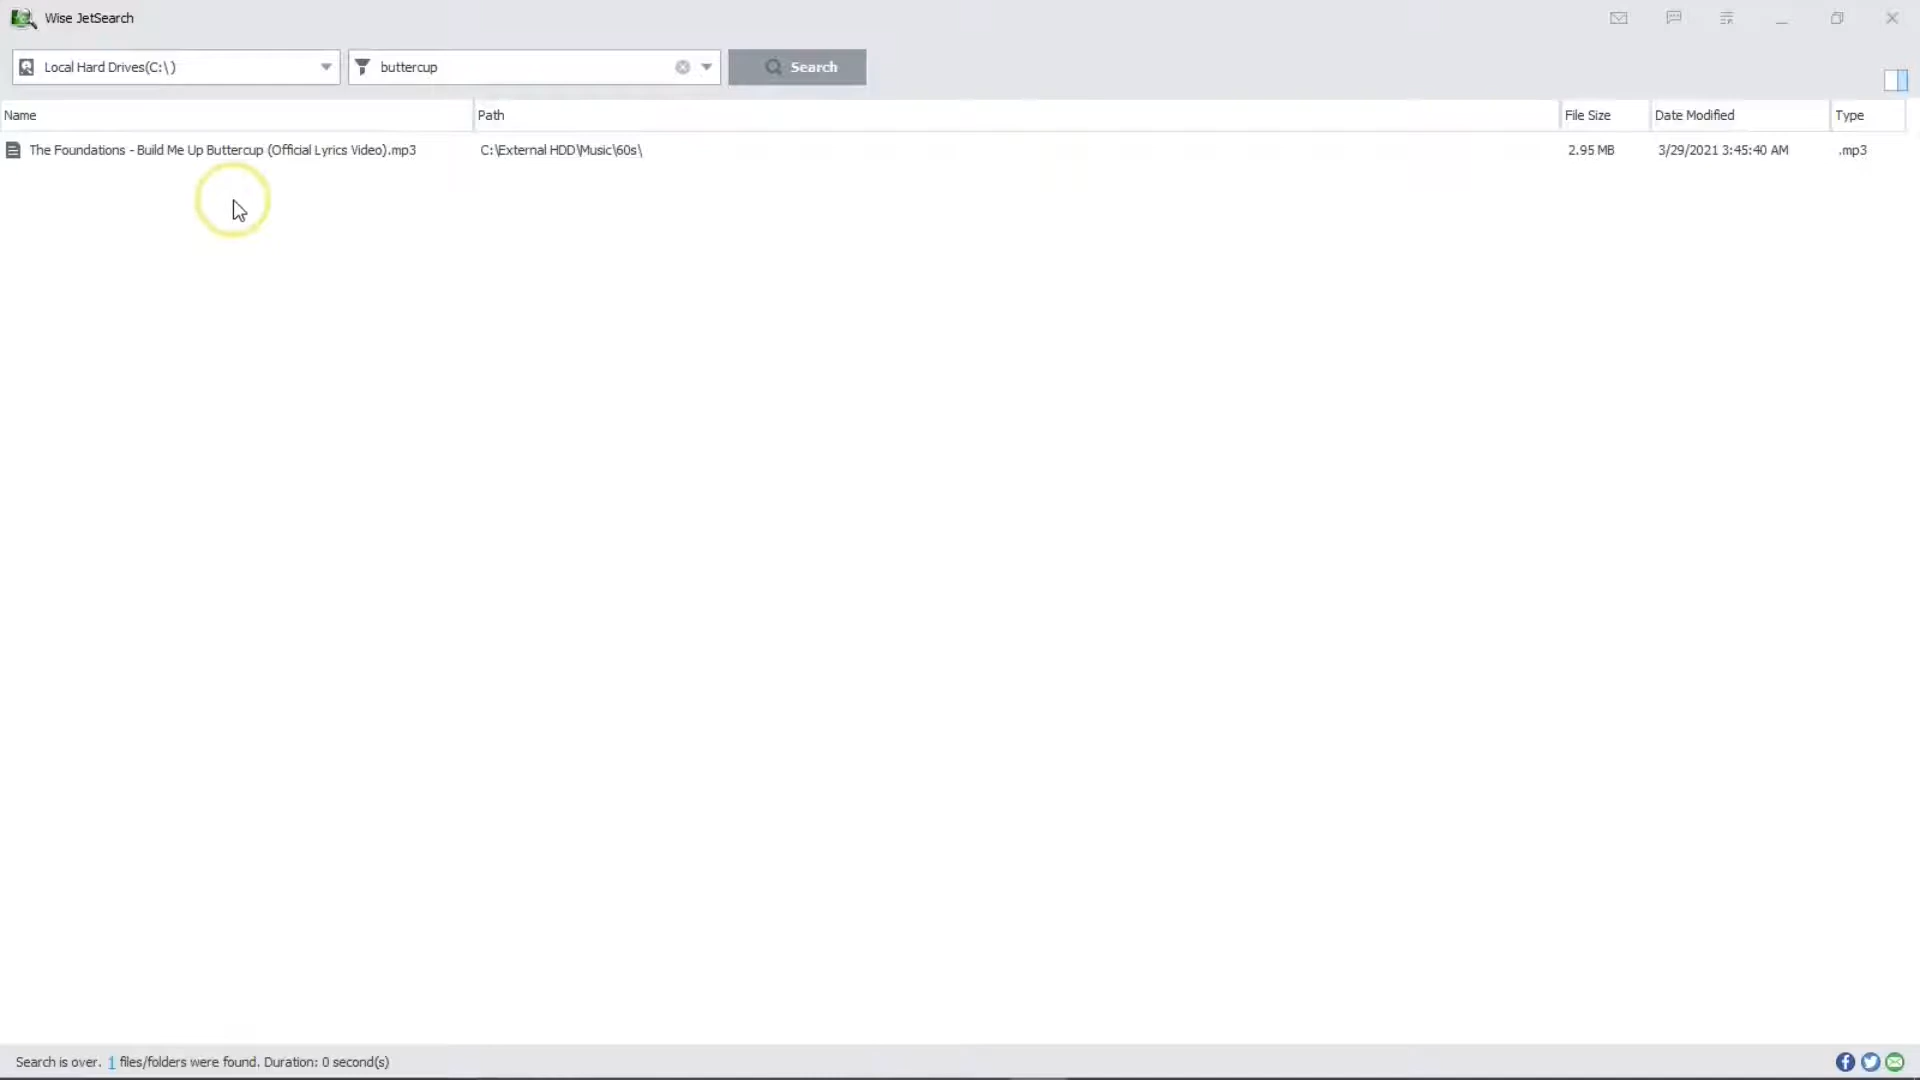 Wise JetSearch
Local Hard Drives(C:\)
buttercup
Search
Name Path File Size Date Modified Type
The Foundations - Build Me Up Buttercup (Official Lyrics Video).mp3 C:\External HDD\Music\60s\ 2.95 MB 3/29/2021 3:45:40 AM .mp3
Search is over. 1 files/folders were found. Duration: 0 second(s)